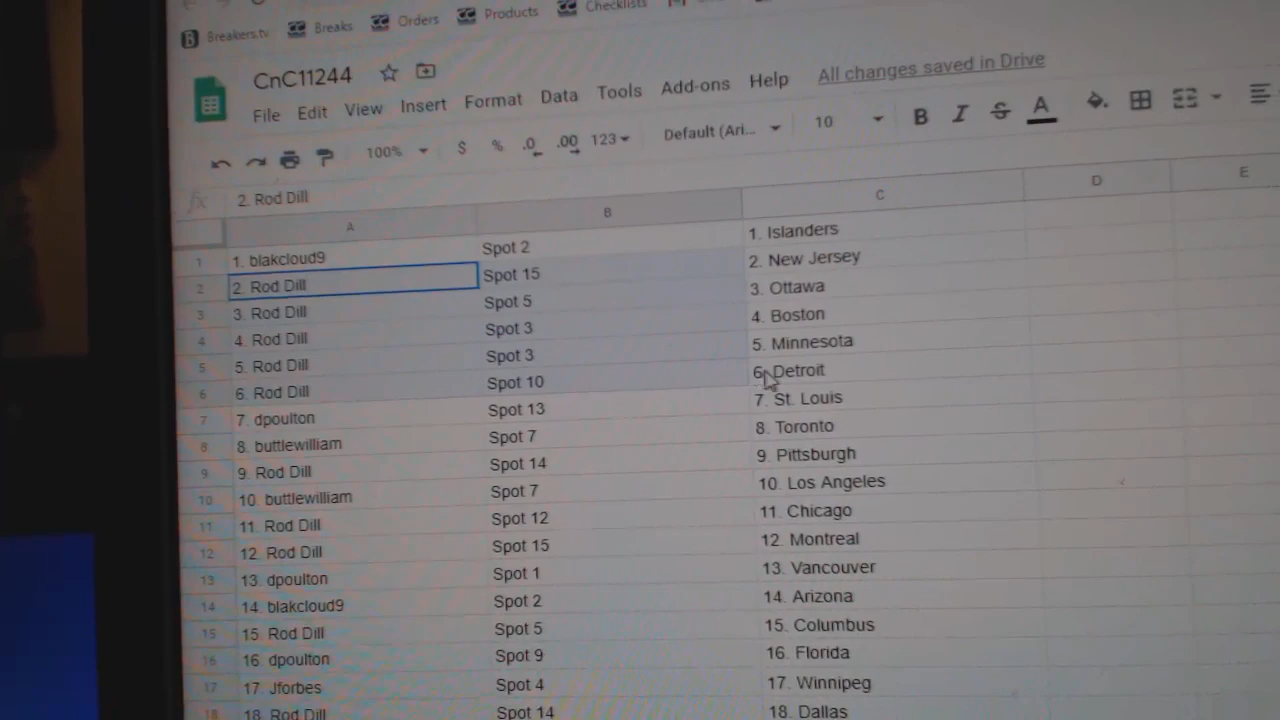 Breakers.tv Breaks Orders Products Checklists
CnC11244
File Edit View Insert Format Data Tools Add-ons Help All changes saved in Drive
100% $ % .0 .00 123 Default (Ari... 10 B I S A
fx 2. Rod Dill
A B C D E
1 1. blakcloud9 Spot 2 1. Islanders
2 2. Rod Dill Spot 15 2. New Jersey
3 3. Rod Dill Spot 5 3. Ottawa
4 4. Rod Dill Spot 3 4. Boston
5 5. Rod Dill Spot 3 5. Minnesota
6 6. Rod Dill Spot 10 6. Detroit
7 7. dpoulton Spot 13 7. St. Louis
8 8. buttlewilliam Spot 7 8. Toronto
9 9. Rod Dill Spot 14 9. Pittsburgh
10 10. buttlewilliam Spot 7 10. Los Angeles
11 11. Rod Dill Spot 12 11. Chicago
12 12. Rod Dill Spot 15 12. Montreal
13 13. dpoulton Spot 1 13. Vancouver
14 14. blakcloud9 Spot 2 14. Arizona
15 15. Rod Dill Spot 5 15. Columbus
16 16. dpoulton Spot 9 16. Florida
17 17. Jforbes Spot 4 17. Winnipeg
18 18. Rod Dill Spot 14 18. Dallas